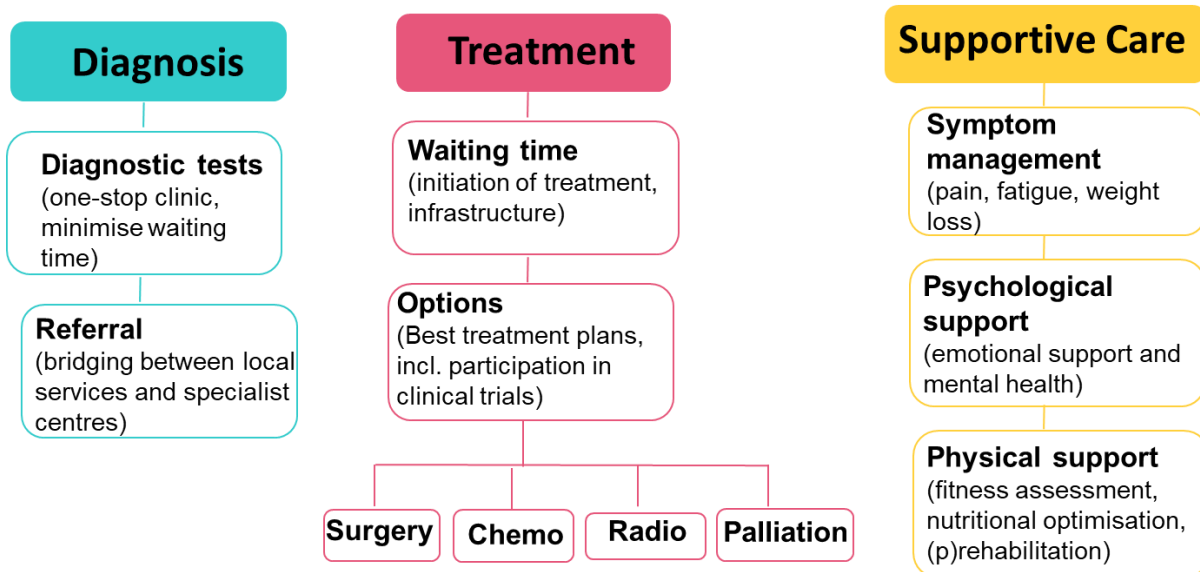 Diagnosis
Diagnostic tests
(one-stop clinic,
minimise waiting
time)
Referral
(bridging between local
services and specialist
centres)
Treatment
Waiting time
(initiation of treatment,
infrastructure)
Options
(Best treatment plans,
incl. participation in
clinical trials)
Surgery
Chemo
Radio
Palliation
Supportive Care
Symptom
management
(pain, fatigue, weight
loss)
Psychological
support
(emotional support and
mental health)
Physical support
(fitness assessment,
nutritional optimisation,
(p)rehabilitation)